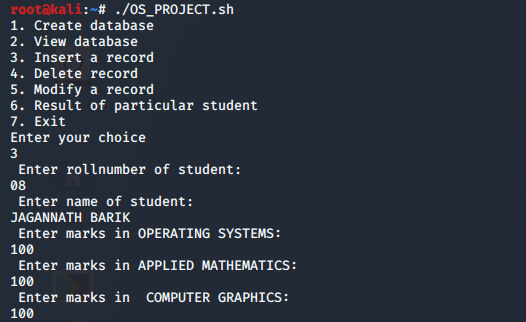 root@kali:~# ./OS_PROJECT.sh
1. Create database
2. View database
3. Insert a record
4. Delete record
5. Modify a record
6. Result of particular student
7. Exit
Enter your choice
3
 Enter rollnumber of student:
08
 Enter name of student:
JAGANNATH BARIK
 Enter marks in OPERATING SYSTEMS:
100
 Enter marks in APPLIED MATHEMATICS:
100
 Enter marks in  COMPUTER GRAPHICS:
100